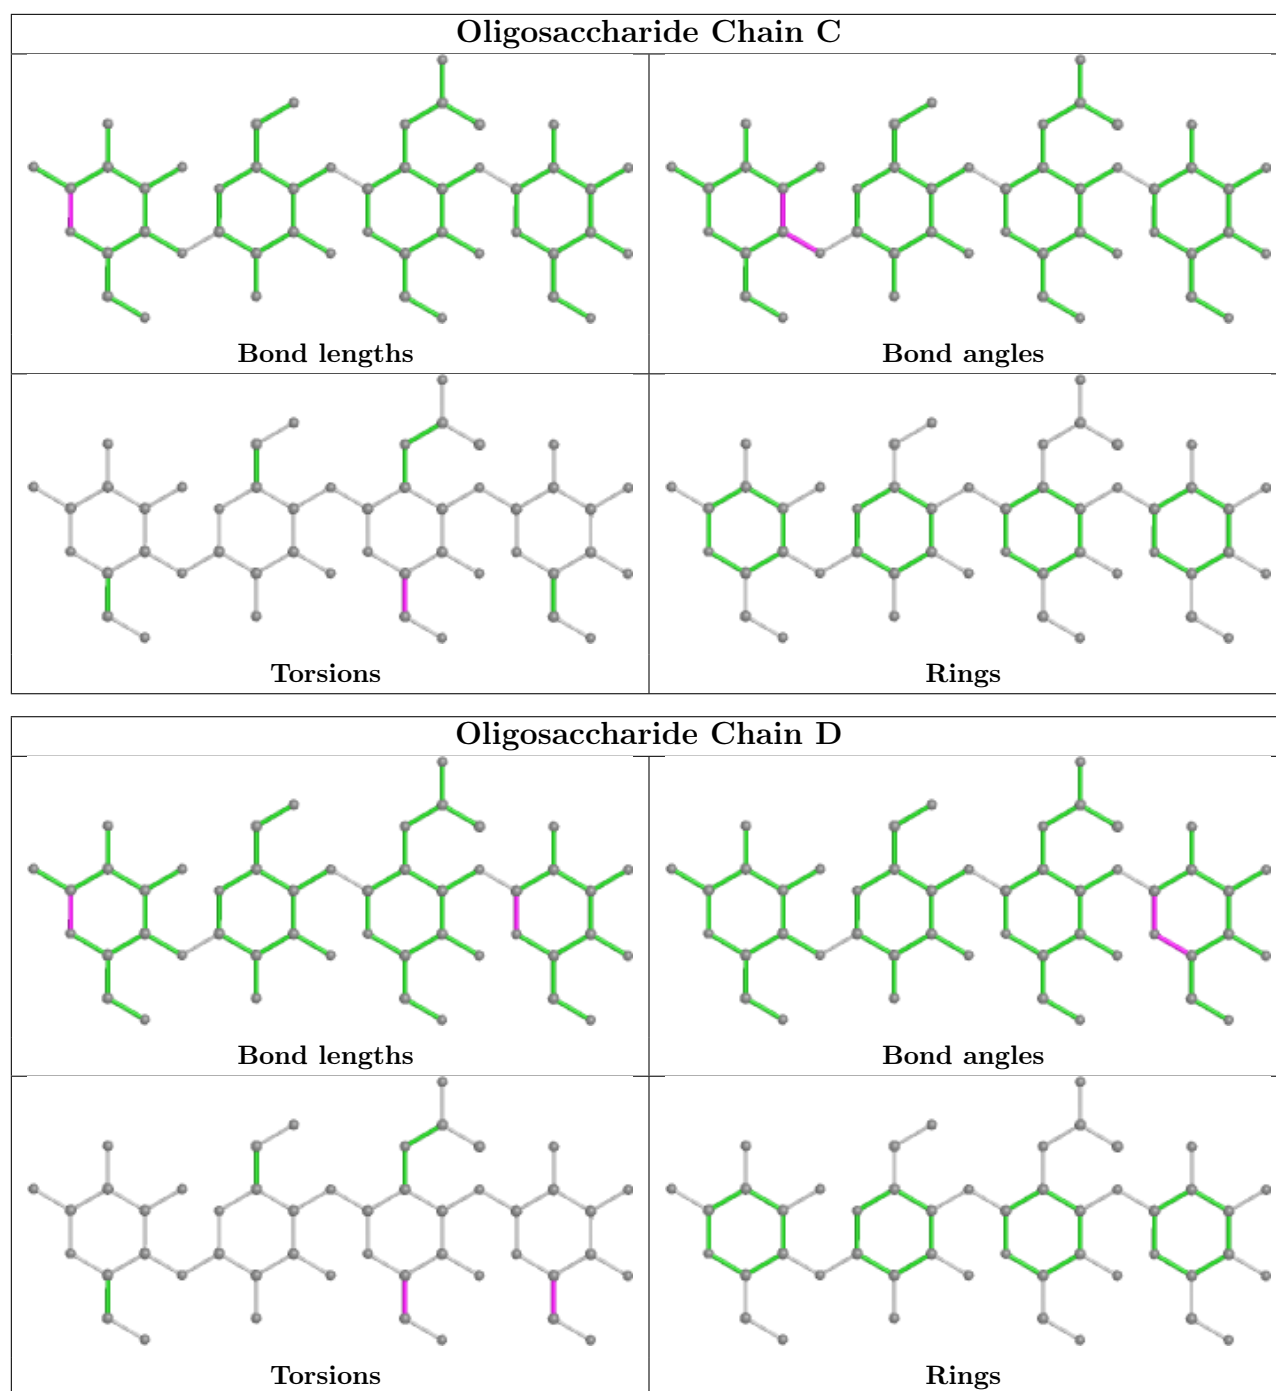 Oligosaccharide Chain C
Bond lengths
Bond angles
Torsions
Rings
Oligosaccharide Chain D
Bond lengths
Bond angles
Torsions
Rings